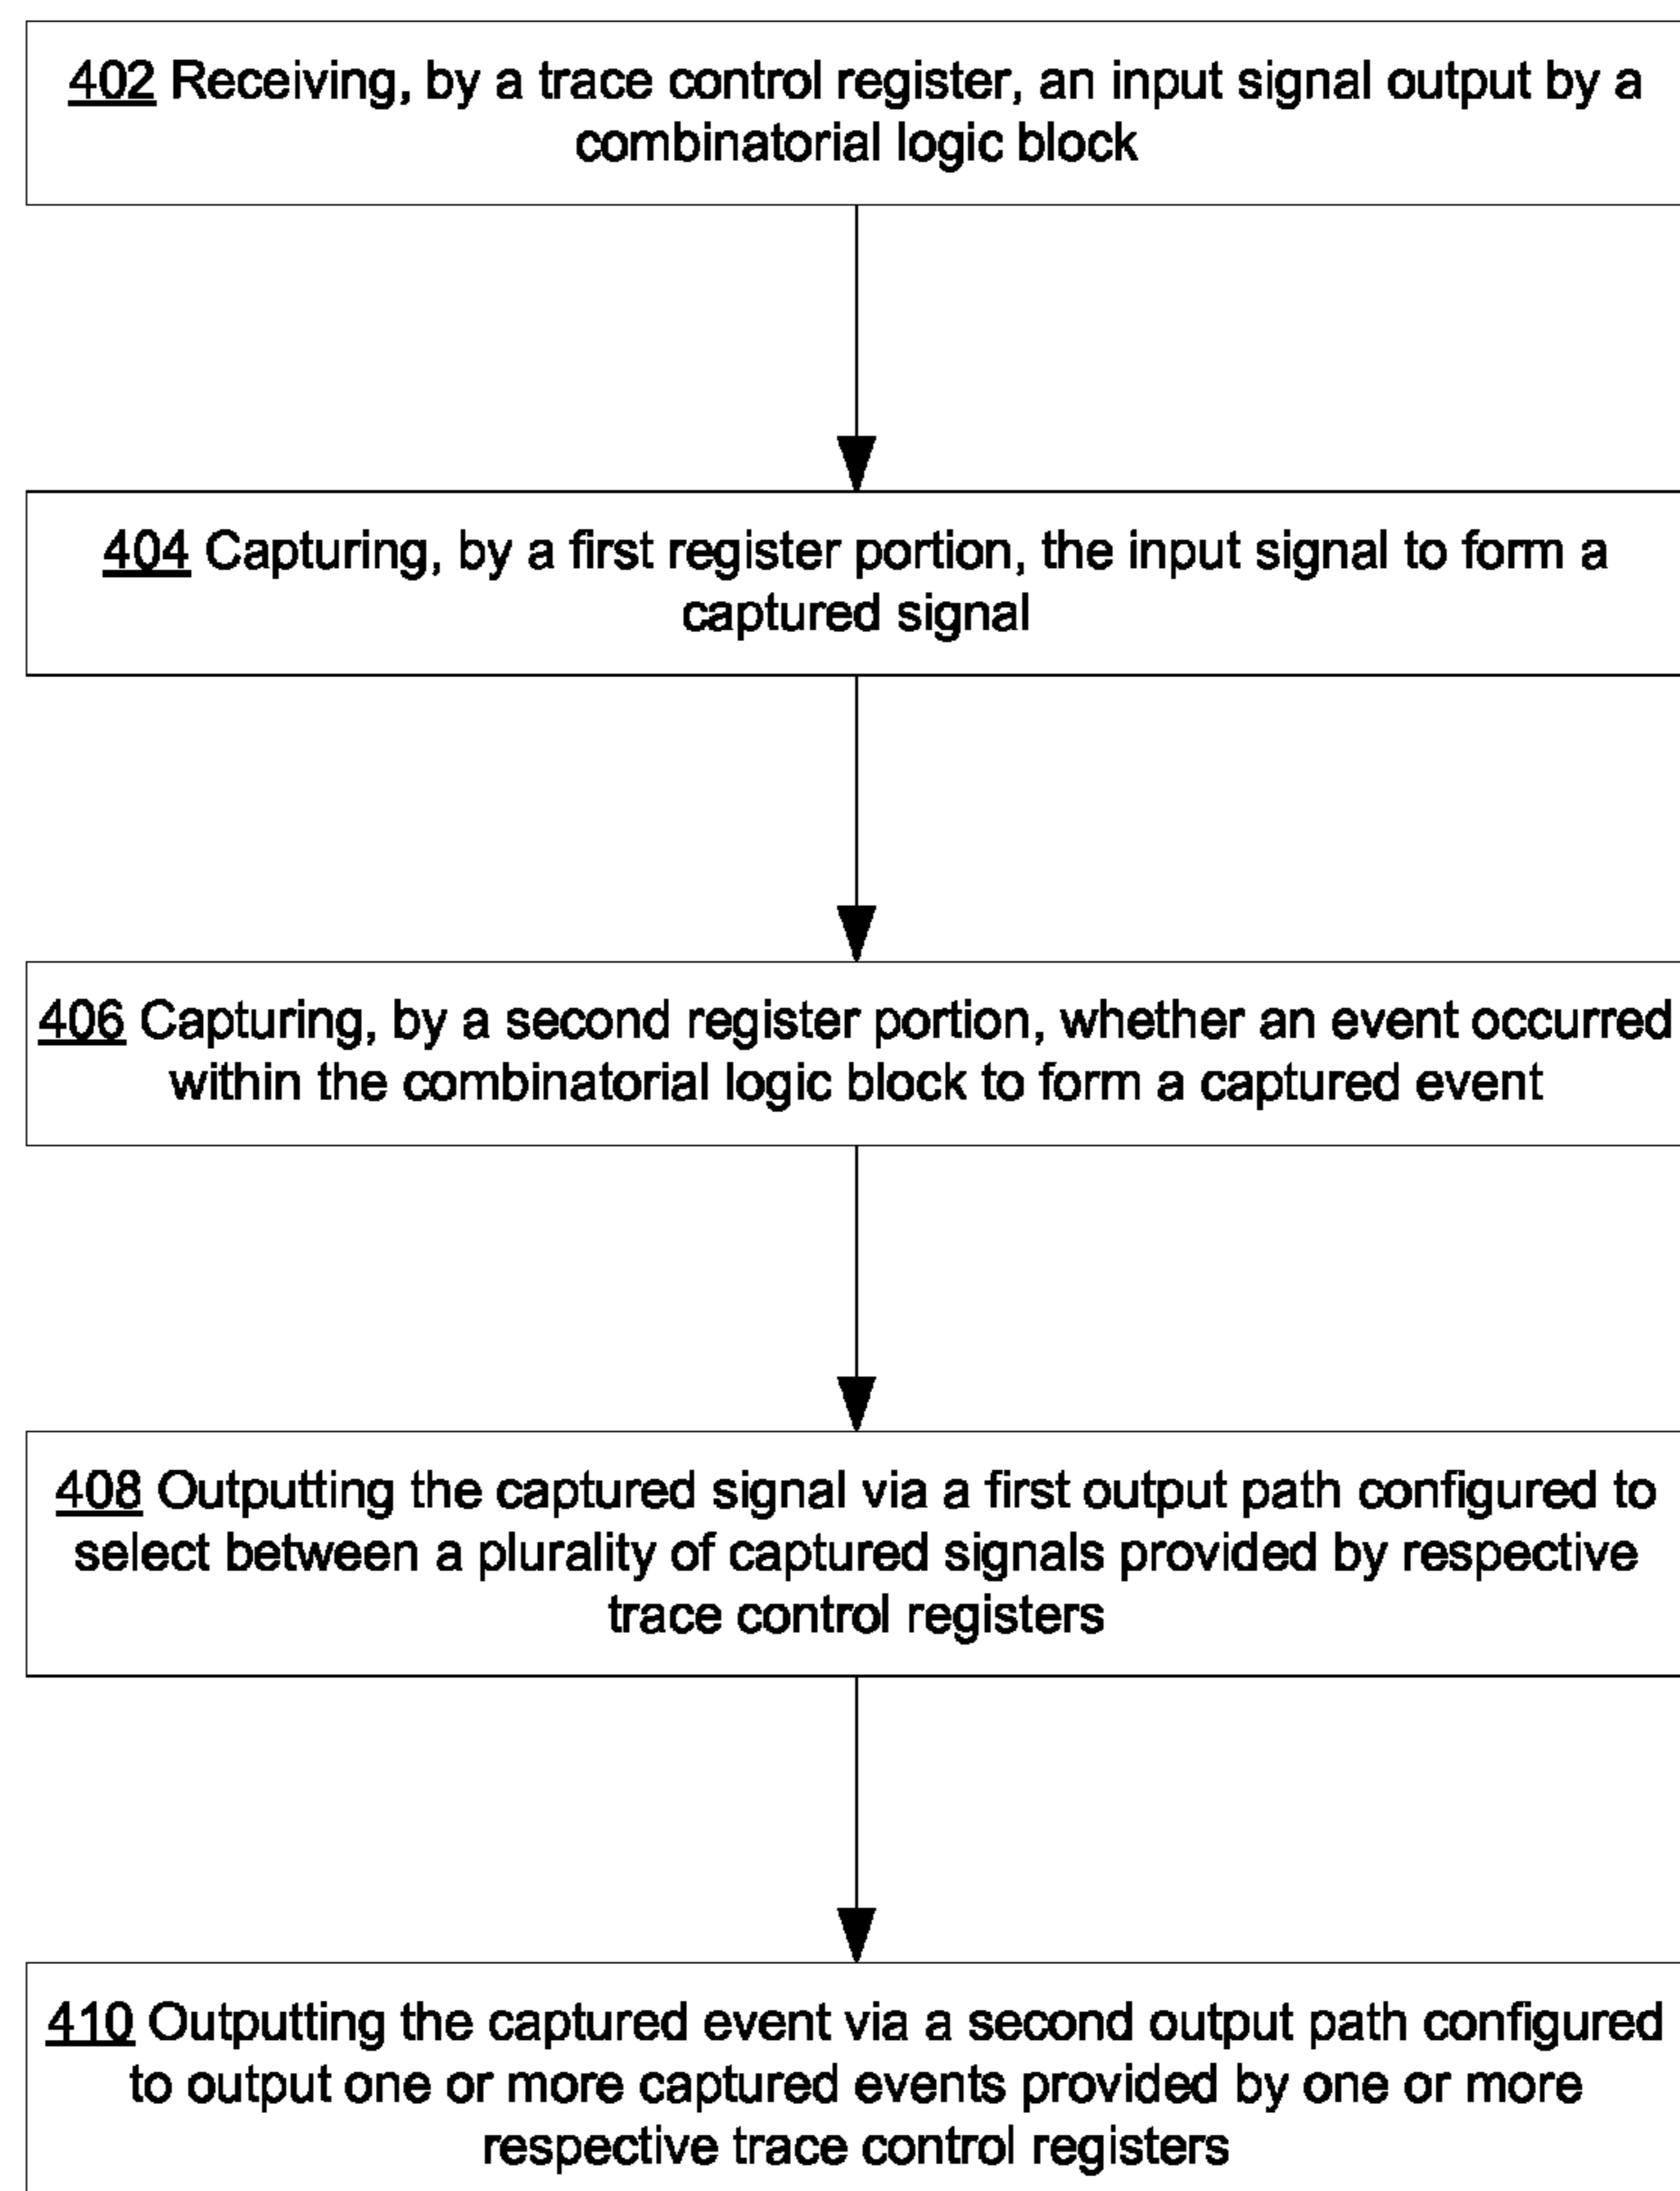 402 Receiving, by a trace control register, an input signal output by a
combinatorial logic block
404 Capturing, by a first register portion, the input signal to form a
captured signal
406 Capturing, by a second register portion, whether an event occurred
within the combinatorial logic block to form a captured event
408 Outputting the captured signal via a first output path configured to
select between a plurality of captured signals provided by respective
trace control registers
410 Outputting the captured event via a second output path configured
to output one or more captured events provided by one or more
respective trace control registers